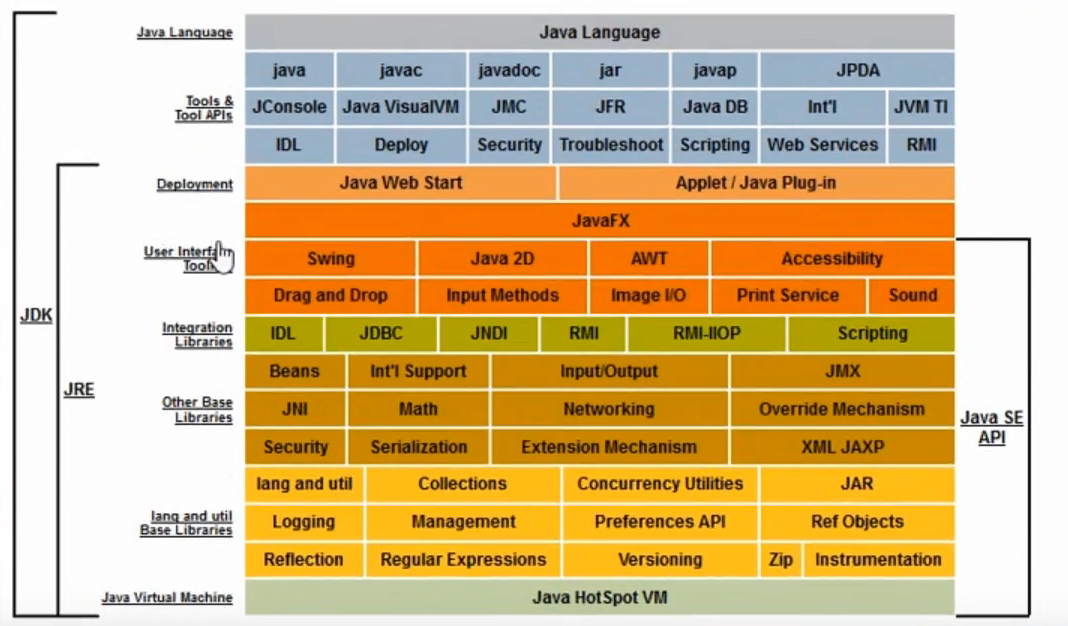 Java Language Java Language
java javac javadoc jar javap JPDA
Tools &
Tool APIs
JConsole Java VisualVM JMC JFR Java DB Int'l JVM TI
IDL Deploy Security Troubleshoot Scripting Web Services RMI
Deployment Java Web Start Applet / Java Plug-in
JavaFX
User Interf
Swing Java 2D AWT Accessibility
Drag and Drop Input Methods Image I/O Print Service Sound
JDK
Integration
Libraries
IDL JDBC JNDI RMI RMI-IIOP Scripting
JRE
Beans Int'l Support Input/Output JMX
Other Base
Libraries
JNI Math Networking Override Mechanism
Java SE
API
Security Serialization Extension Mechanism XML JAXP
lang and util Collections Concurrency Utilities JAR
lang and util
Base Libraries
Logging Management Preferences API Ref Objects
Reflection Regular Expressions Versioning Zip Instrumentation
Java Virtual Machine Java HotSpot VM